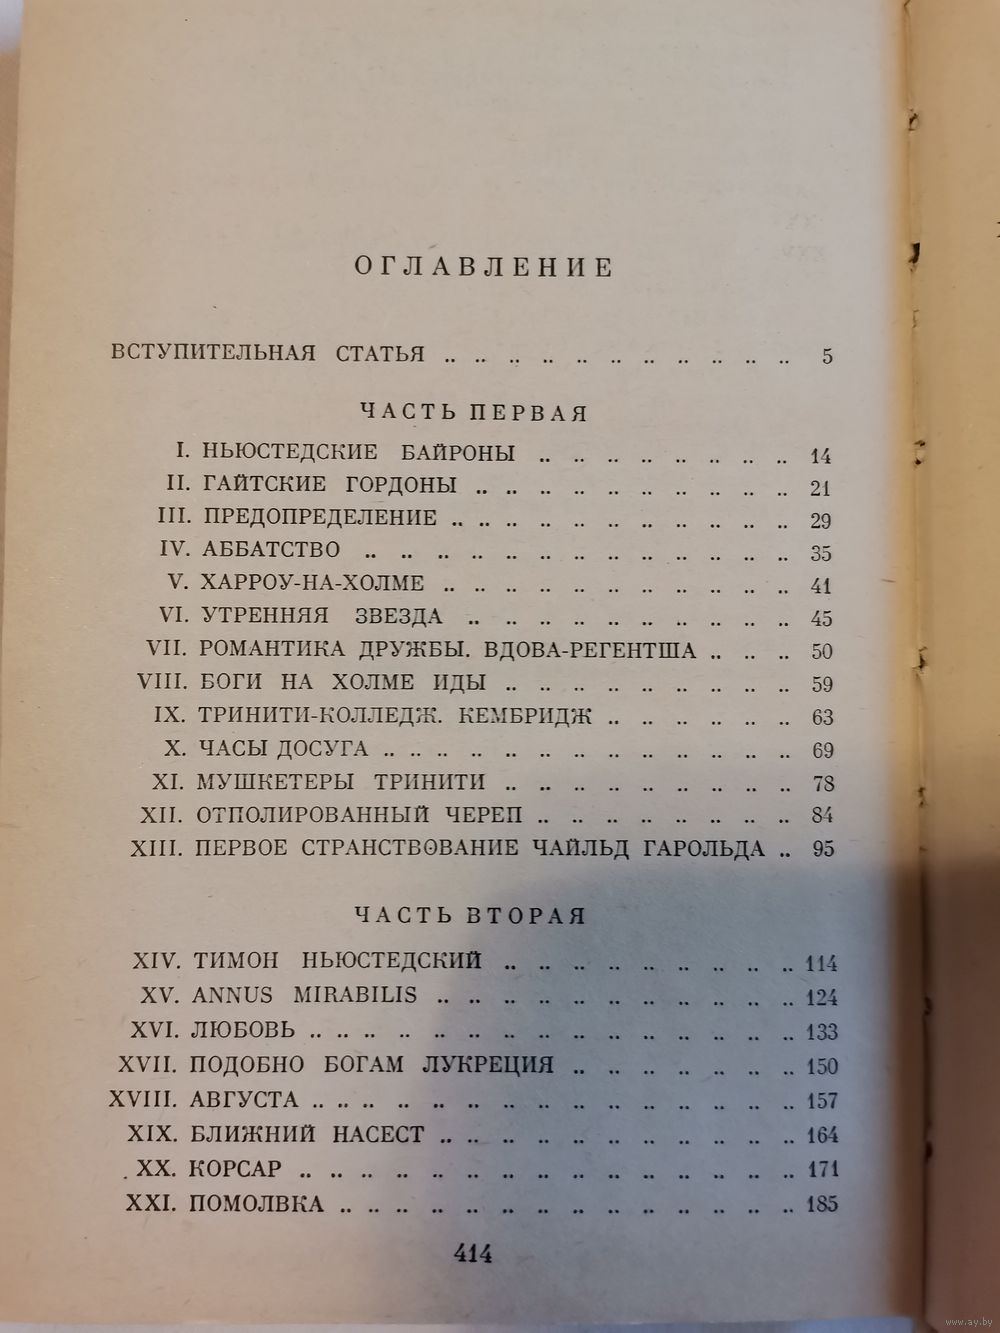 ОГЛАВЛЕНИЕ
ВСТУПИТЕЛЬНАЯ СТАТЬЯ .. .. .. .. .. .. .. .. .. .. .. 5
ЧАСТЬ ПЕРВАЯ
I. НЬЮСТЕДСКИЕ БАЙРОНЫ .. .. .. .. .. .. .. .. 14
II. ГАЙТСКИЕ ГОРДОНЫ .. .. .. .. .. .. .. .. .. .. 21
III. ПРЕДОПРЕДЕЛЕНИЕ .. .. .. .. .. .. .. .. .. .. .. 29
IV. АББАТСТВО .. .. .. .. .. .. .. .. .. .. .. .. .. 35
V. ХАРРОУ-НА-ХОЛМЕ .. .. .. .. .. .. .. .. .. .. .. 41
VI. УТРЕННЯЯ ЗВЕЗДА .. .. .. .. .. .. .. .. .. .. 45
VII. РОМАНТИКА ДРУЖБЫ. ВДОВА-РЕГЕНТША .. .. .. 50
VIII. БОГИ НА ХОЛМЕ ИДЫ .. .. .. .. .. .. .. .. .. 59
IX. ТРИНИТИ-КОЛЛЕДЖ. КЕМБРИДЖ .. .. .. .. .. .. 63
X. ЧАСЫ ДОСУГА .. .. .. .. .. .. .. .. .. .. .. .. .. 69
XI. МУШКЕТЕРЫ ТРИНИТИ .. .. .. .. .. .. .. .. .. 78
XII. ОТПОЛИРОВАННЫЙ ЧЕРЕП .. .. .. .. .. .. .. .. 84
XIII. ПЕРВОЕ СТРАНСТВОВАНИЕ ЧАЙЛЬД ГАРОЛЬДА .. 95
ЧАСТЬ ВТОРАЯ
XIV. ТИМОН НЬЮСТЕДСКИЙ .. .. .. .. .. .. .. .. .. 114
XV. ANNUS MIRABILIS .. .. .. .. .. .. .. .. .. .. .. 124
XVI. ЛЮБОВЬ .. .. .. .. .. .. .. .. .. .. .. .. .. .. .. 133
XVII. ПОДОБНО БОГАМ ЛУКРЕЦИЯ .. .. .. .. .. .. .. 150
XVIII. АВГУСТА .. .. .. .. .. .. .. .. .. .. .. .. .. .. .. 157
XIX. БЛИЖНИЙ НАСЕСТ .. .. .. .. .. .. .. .. .. .. .. 164
XX. КОРСАР .. .. .. .. .. .. .. .. .. .. .. .. .. .. .. 171
XXI. ПОМОЛВКА .. .. .. .. .. .. .. .. .. .. .. .. .. .. 185
414
www.ay.by